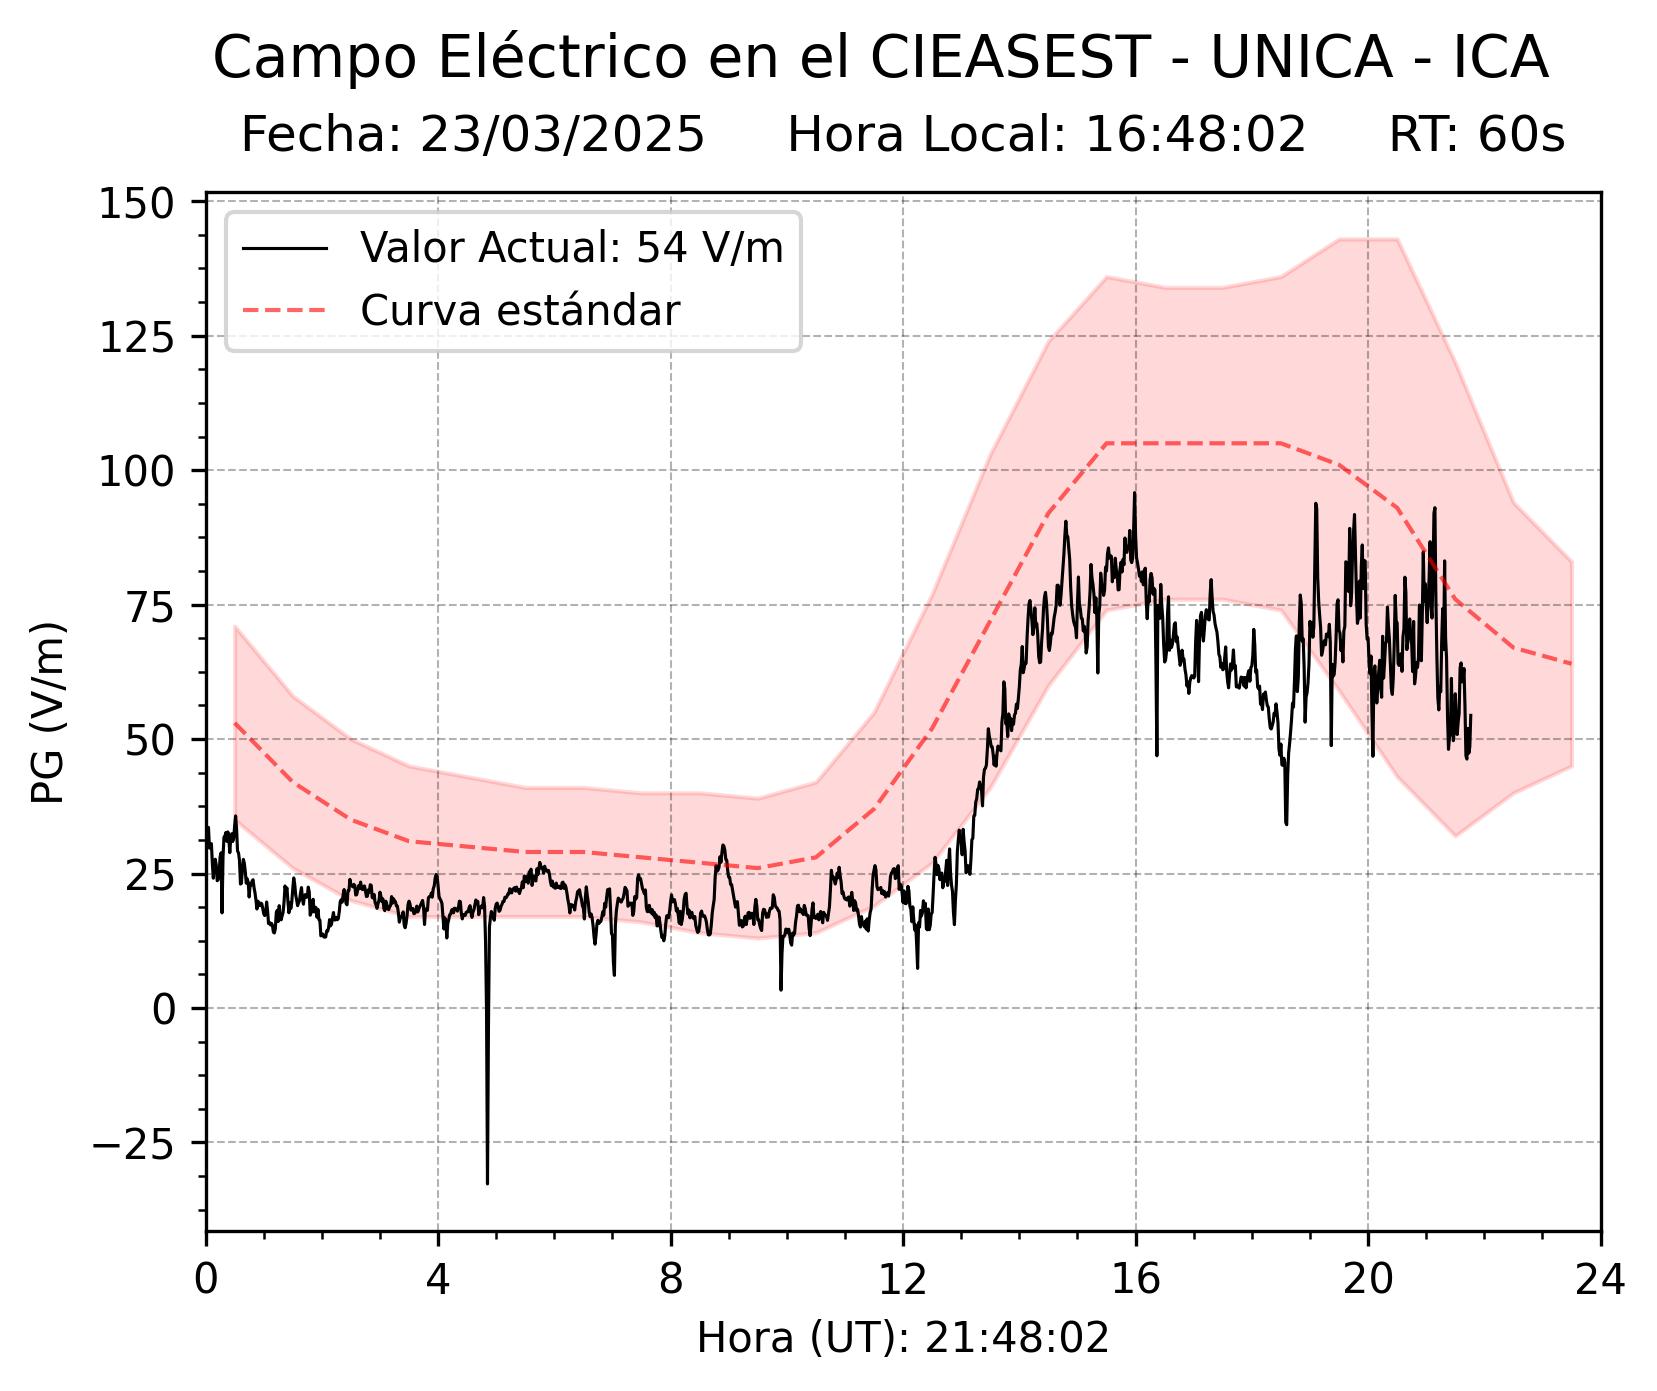 Campo Eléctrico en el CIEASEST - UNICA - ICA
Fecha: 23/03/2025 Hora Local: 16:48:02 RT: 60s
Valor Actual: 54 V/m
Curva estándar
PG (V/m)
150
125
100
75
50
25
0
−25
0 4 8 12 16 20 24
Hora (UT): 21:48:02